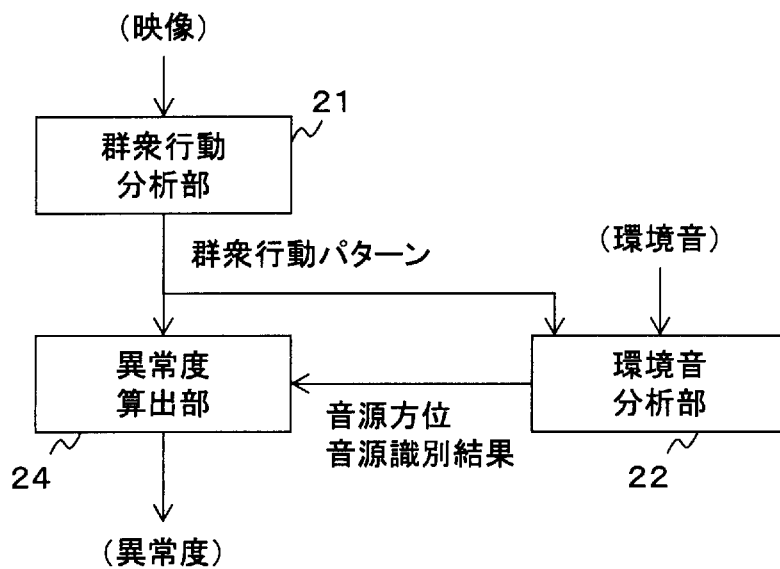 (映像)
21
群衆行動
分析部
群衆行動パターン
(環境音)
異常度
算出部
環境音
分析部
音源方位
音源識別結果
24
22
(異常度)